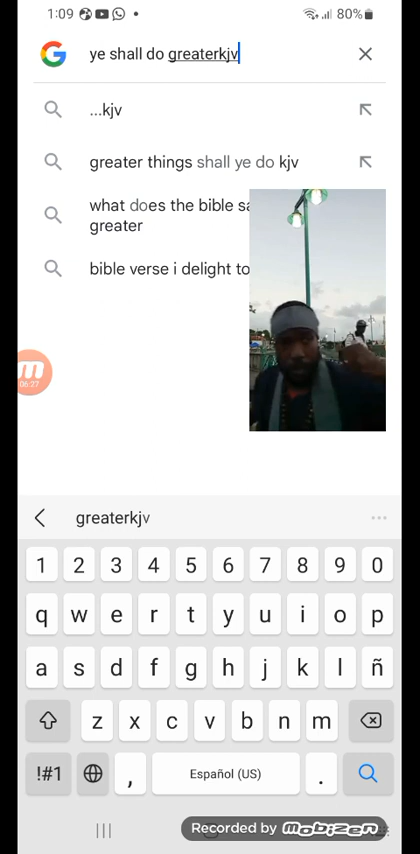 1:09
80%
ye shall do greaterkjv
...kjv
greater things shall ye do kjv
what does the bible sa
greater
bible verse i delight to
06:27
greaterkjv
1 2 3 4 5 6 7 8 9 0
q w e r t y u i o p
a s d f g h j k l ñ
z x c v b n m
!#1 , Español (US) .
Recorded by mobizen